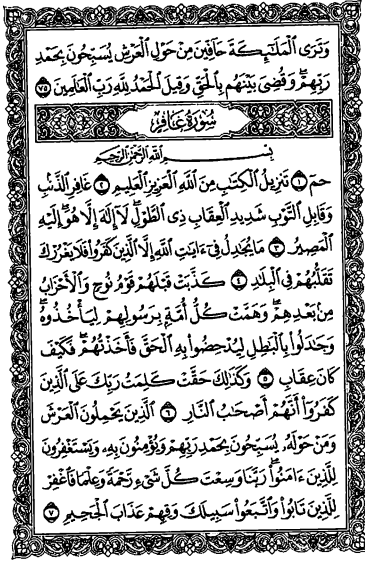 وَتَرَى ٱلْمَلَٰٓئِكَةَ حَآفِّينَ مِنْ حَوْلِ ٱلْعَرْشِ يُسَبِّحُونَ بِحَمْدِ
رَبِّهِمْۖ وَقُضِىَ بَيْنَهُم بِٱلْحَقِّ وَقِيلَ ٱلْحَمْدُ لِلَّهِ رَبِّ ٱلْعَٰلَمِينَ ٧٥
سُورَةُ غَافِرٍ
بِسْمِ ٱللَّهِ ٱلرَّحْمَٰنِ ٱلرَّحِيمِ
حمٓ ١ تَنزِيلُ ٱلْكِتَٰبِ مِنَ ٱللَّهِ ٱلْعَزِيزِ ٱلْعَلِيمِ ٢ غَافِرِ ٱلذَّنۢبِ
وَقَابِلِ ٱلتَّوْبِ شَدِيدِ ٱلْعِقَابِ ذِى ٱلطَّوْلِۖ لَآ إِلَٰهَ إِلَّا هُوَۖ إِلَيْهِ
ٱلْمَصِيرُ ٣ مَا يُجَٰدِلُ فِىٓ ءَايَٰتِ ٱللَّهِ إِلَّا ٱلَّذِينَ كَفَرُوا۟ فَلَا يَغْرُرْكَ
تَقَلُّبُهُمْ فِى ٱلْبِلَٰدِ ٤ كَذَّبَتْ قَبْلَهُمْ قَوْمُ نُوحٍ وَٱلْأَحْزَابُ
مِنۢ بَعْدِهِمْۖ وَهَمَّتْ كُلُّ أُمَّةٍۭ بِرَسُولِهِمْ لِيَأْخُذُوهُۖ
وَجَٰدَلُوا۟ بِٱلْبَٰطِلِ لِيُدْحِضُوا۟ بِهِ ٱلْحَقَّ فَأَخَذْتُهُمْۖ فَكَيْفَ
كَانَ عِقَابِ ٥ وَكَذَٰلِكَ حَقَّتْ كَلِمَتُ رَبِّكَ عَلَى ٱلَّذِينَ
كَفَرُوٓا۟ أَنَّهُمْ أَصْحَٰبُ ٱلنَّارِ ٦ ٱلَّذِينَ يَحْمِلُونَ ٱلْعَرْشَ
وَمَنْ حَوْلَهُۥ يُسَبِّحُونَ بِحَمْدِ رَبِّهِمْ وَيُؤْمِنُونَ بِهِۦ وَيَسْتَغْفِرُونَ
لِلَّذِينَ ءَامَنُوا۟ۖ رَبَّنَا وَسِعْتَ كُلَّ شَىْءٍ رَّحْمَةً وَعِلْمًا فَٱغْفِرْ
لِلَّذِينَ تَابُوا۟ وَٱتَّبَعُوا۟ سَبِيلَكَ وَقِهِمْ عَذَابَ ٱلْجَحِيمِ ٧